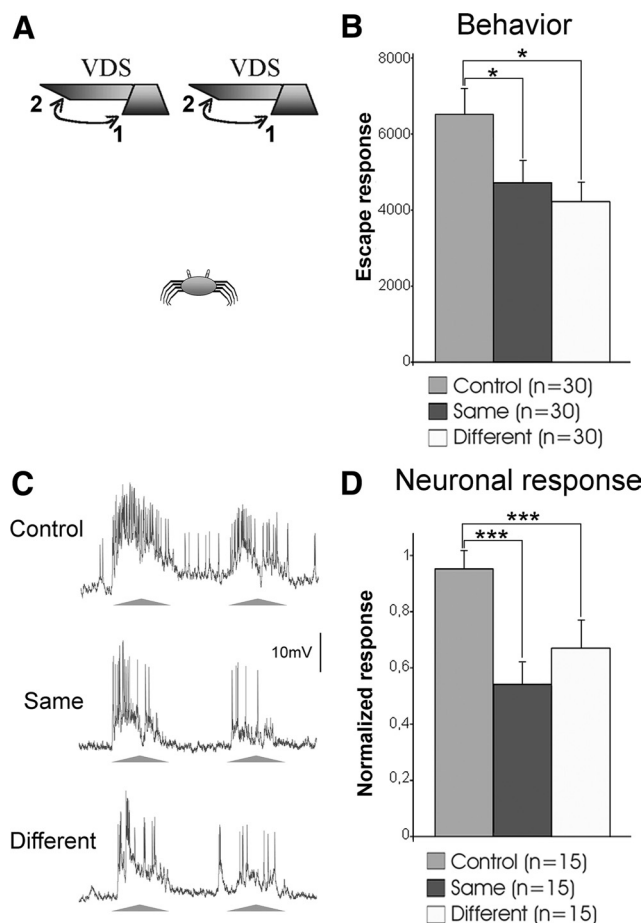 A
VDS VDS
2 1 2 1
B
Behavior
Escape response
8000
6000
4000
2000
0
*
*
Control (n=30)
Same (n=30)
Different (n=30)
C
Control
Same
Different
10mV
D
Neuronal response
Normalized response
1
0,8
0,6
0,4
0,2
0
***
***
Control (n=15)
Same (n=15)
Different (n=15)